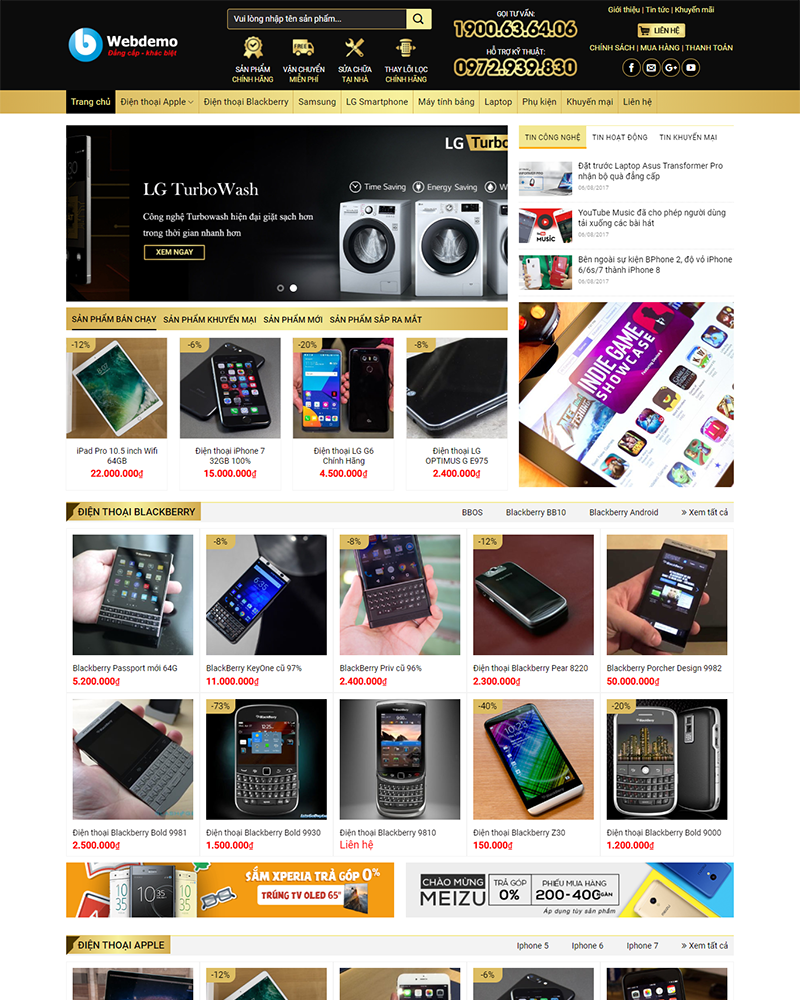 Webdemo
Đẳng cấp - khác biệt
Vui lòng nhập tên sản phẩm...
SẢN PHẨM CHÍNH HÃNG
FREE
VẬN CHUYỂN MIỄN PHÍ
SỬA CHỮA TẠI NHÀ
THAY LÕI LỌC CHÍNH HÃNG
GỌI TƯ VẤN:
1900.63.64.06
HỖ TRỢ KỸ THUẬT:
0972.939.830
Giới thiệu | Tin tức | Khuyến mãi
LIÊN HỆ
CHÍNH SÁCH | MUA HÀNG | THANH TOÁN
Trang chủ
Điện thoại Apple
Điện thoại Blackberry
Samsung
LG Smartphone
Máy tính bảng
Laptop
Phụ kiện
Khuyến mại
Liên hệ
LG Turbo
LG TurboWash
Time Saving
Energy Saving
W
Công nghệ Turbowash hiện đại giặt sạch hơn
trong thời gian nhanh hơn
XEM NGAY
TIN CÔNG NGHỆ
TIN HOẠT ĐỘNG
TIN KHUYẾN MẠI
Đặt trước Laptop Asus Transformer Pro
nhận bộ quà đẳng cấp
06/08/2017
YouTube Music đã cho phép người dùng
tải xuống các bài hát
06/08/2017
MUSIC
Bên ngoài sự kiện BPhone 2, độ vỏ iPhone
6/6s/7 thành iPhone 8
06/08/2017
INDIE GAME
SHOWCASE
SẢN PHẨM BÁN CHẠY
SẢN PHẨM KHUYẾN MẠI
SẢN PHẨM MỚI
SẢN PHẨM SẮP RA MẮT
-12%
-6%
-20%
-8%
iPad Pro 10.5 inch Wifi
64GB
22.000.000₫
Điện thoại iPhone 7
32GB 100%
15.000.000₫
Điện thoại LG G6
Chính Hãng
4.500.000₫
Điện thoại LG
OPTIMUS G E975
2.400.000₫
ĐIỆN THOẠI BLACKBERRY
BBOS
Blackberry BB10
Blackberry Android
» Xem tất cả
-8%
-8%
-12%
Blackberry Passport mới 64G
5.200.000₫
BlackBerry KeyOne cũ 97%
11.000.000₫
BlackBerry Priv cũ 96%
2.400.000₫
Điện thoại Blackberry Pear 8220
2.300.000₫
Blackberry Porcher Design 9982
50.000.000₫
-73%
-40%
-20%
Điện thoại Blackberry Bold 9981
2.500.000₫
Điện thoại Blackberry Bold 9930
1.500.000₫
Điện thoại Blackberry 9810
Liên hệ
Điện thoại Blackberry Z30
150.000₫
Điện thoại Blackberry Bold 9000
1.200.000₫
SẮM XPERIA TRẢ GÓP 0%
TRÚNG TV OLED 65"
CHÀO MỪNG
MEIZU
TRẢ GÓP
0%
PHIẾU MUA HÀNG
200-400
Áp dụng tùy sản phẩm
ĐIỆN THOẠI APPLE
Iphone 5
Iphone 6
Iphone 7
» Xem tất cả
-12%
-6%